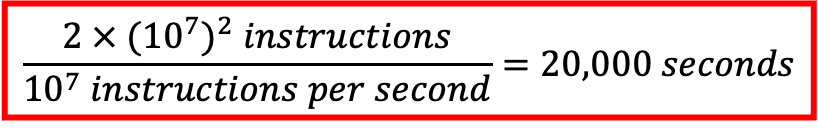 2 × (10⁷)² instructions
10⁷ instructions per second = 20,000 seconds